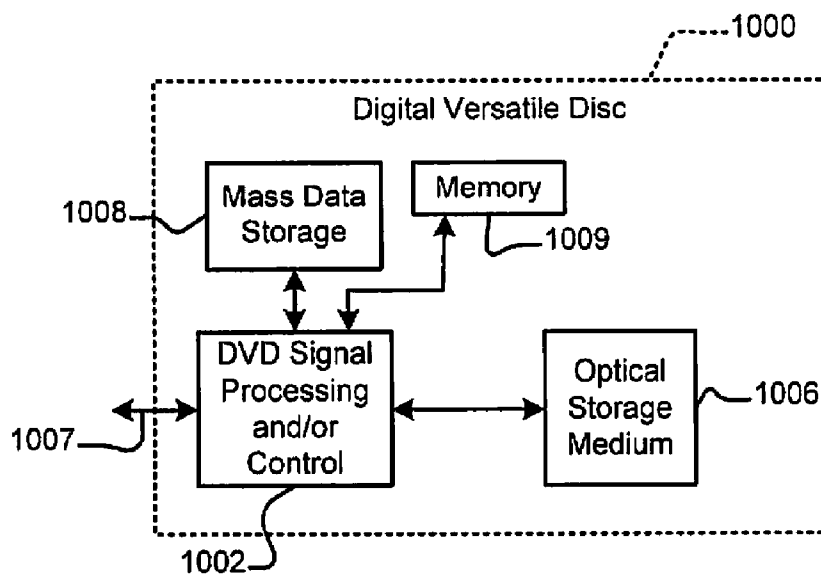 1000
Digital Versatile Disc
1008
Mass Data
Storage
Memory
1009
DVD Signal
Processing
and/or
Control
Optical
Storage
Medium
1006
1007
1002